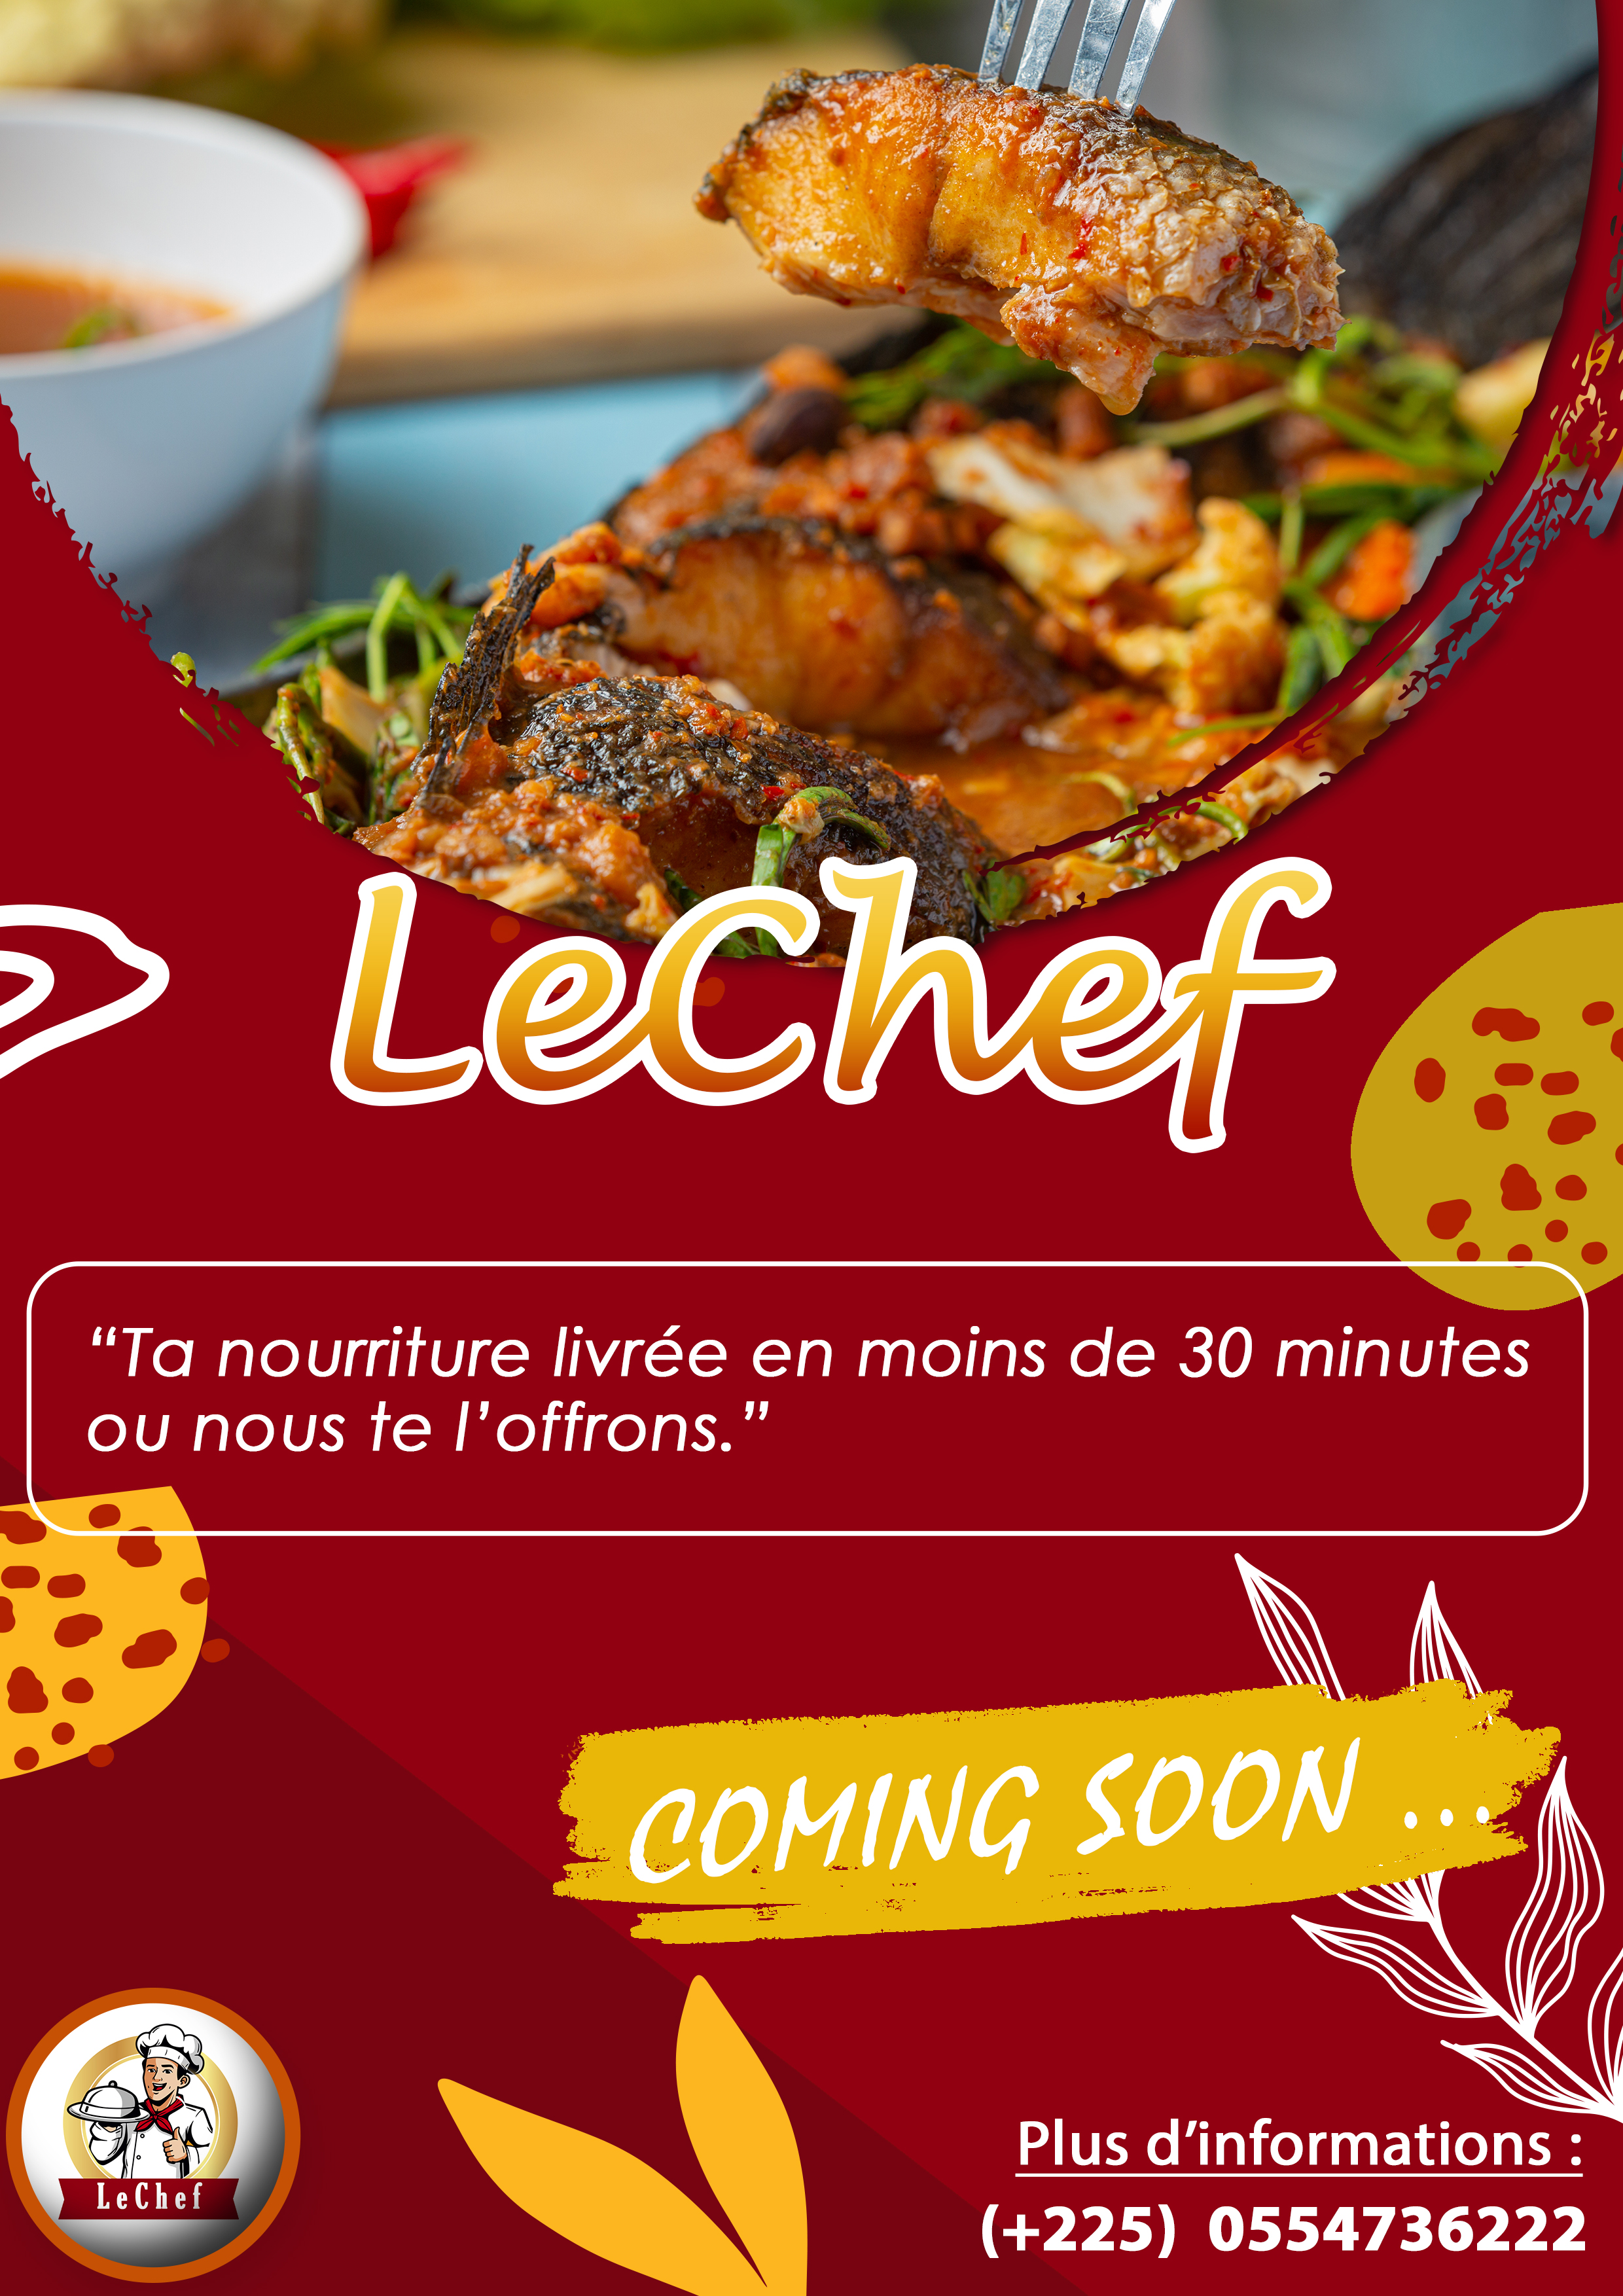 LeChef
“Ta nourriture livrée en moins de 30 minutes
ou nous te l’offrons.”
COMING SOON ...
LeChef
Plus d’informations :
(+225) 0554736222